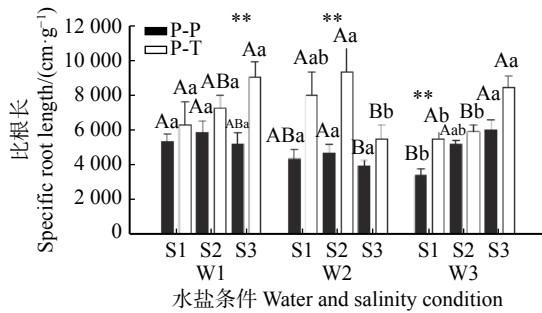 12 000
10 000
8 000
6 000
4 000
2 000
0
比根长
Specific root length/(cm·g⁻¹)
P-P
P-T
** ** **
Aa Aa Aa ABa ABa Aa
ABa Aab Aa Aa Ba Bb
Bb Ab Aab Bb Aa Aa
S1 S2 S3 S1 S2 S3 S1 S2 S3
W1 W2 W3
水盐条件 Water and salinity condition